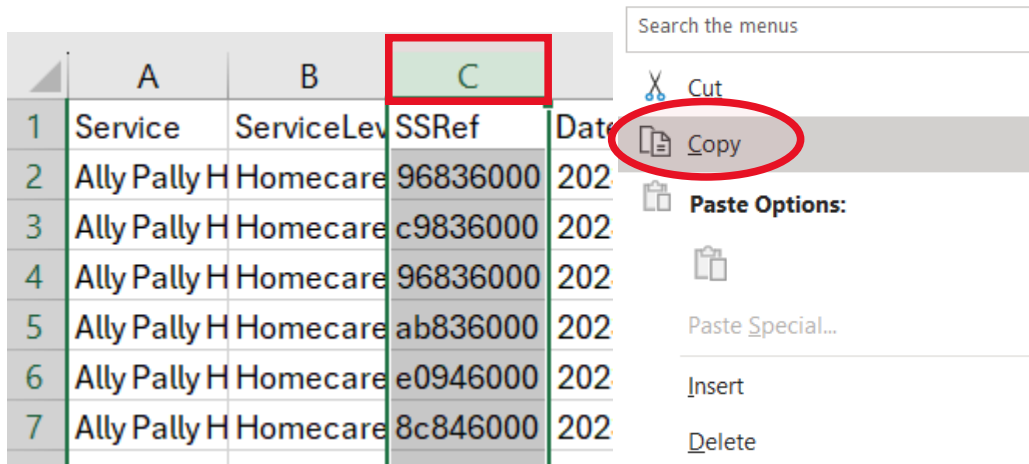 A B C
1 Service ServiceLev SSRef Date
2 Ally Pally H Homecare 96836000 202
3 Ally Pally H Homecare c9836000 202
4 Ally Pally H Homecare 96836000 202
5 Ally Pally H Homecare ab836000 202
6 Ally Pally H Homecare e0946000 202
7 Ally Pally H Homecare 8c846000 202
Search the menus
Cut
Copy
Paste Options:
Paste Special...
Insert
Delete